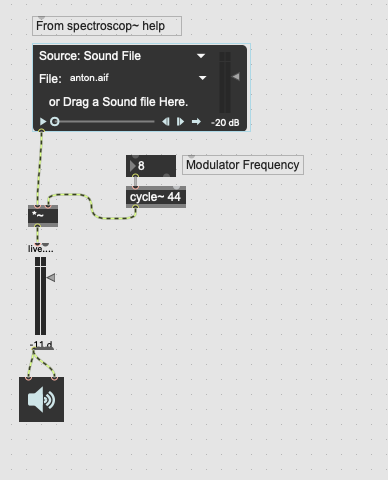 From spectroscop~ help
Source: Sound File
File: anton.aif
or Drag a Sound file Here.
-20 dB
8
Modulator Frequency
cycle~ 44
*~
live....
-11 d